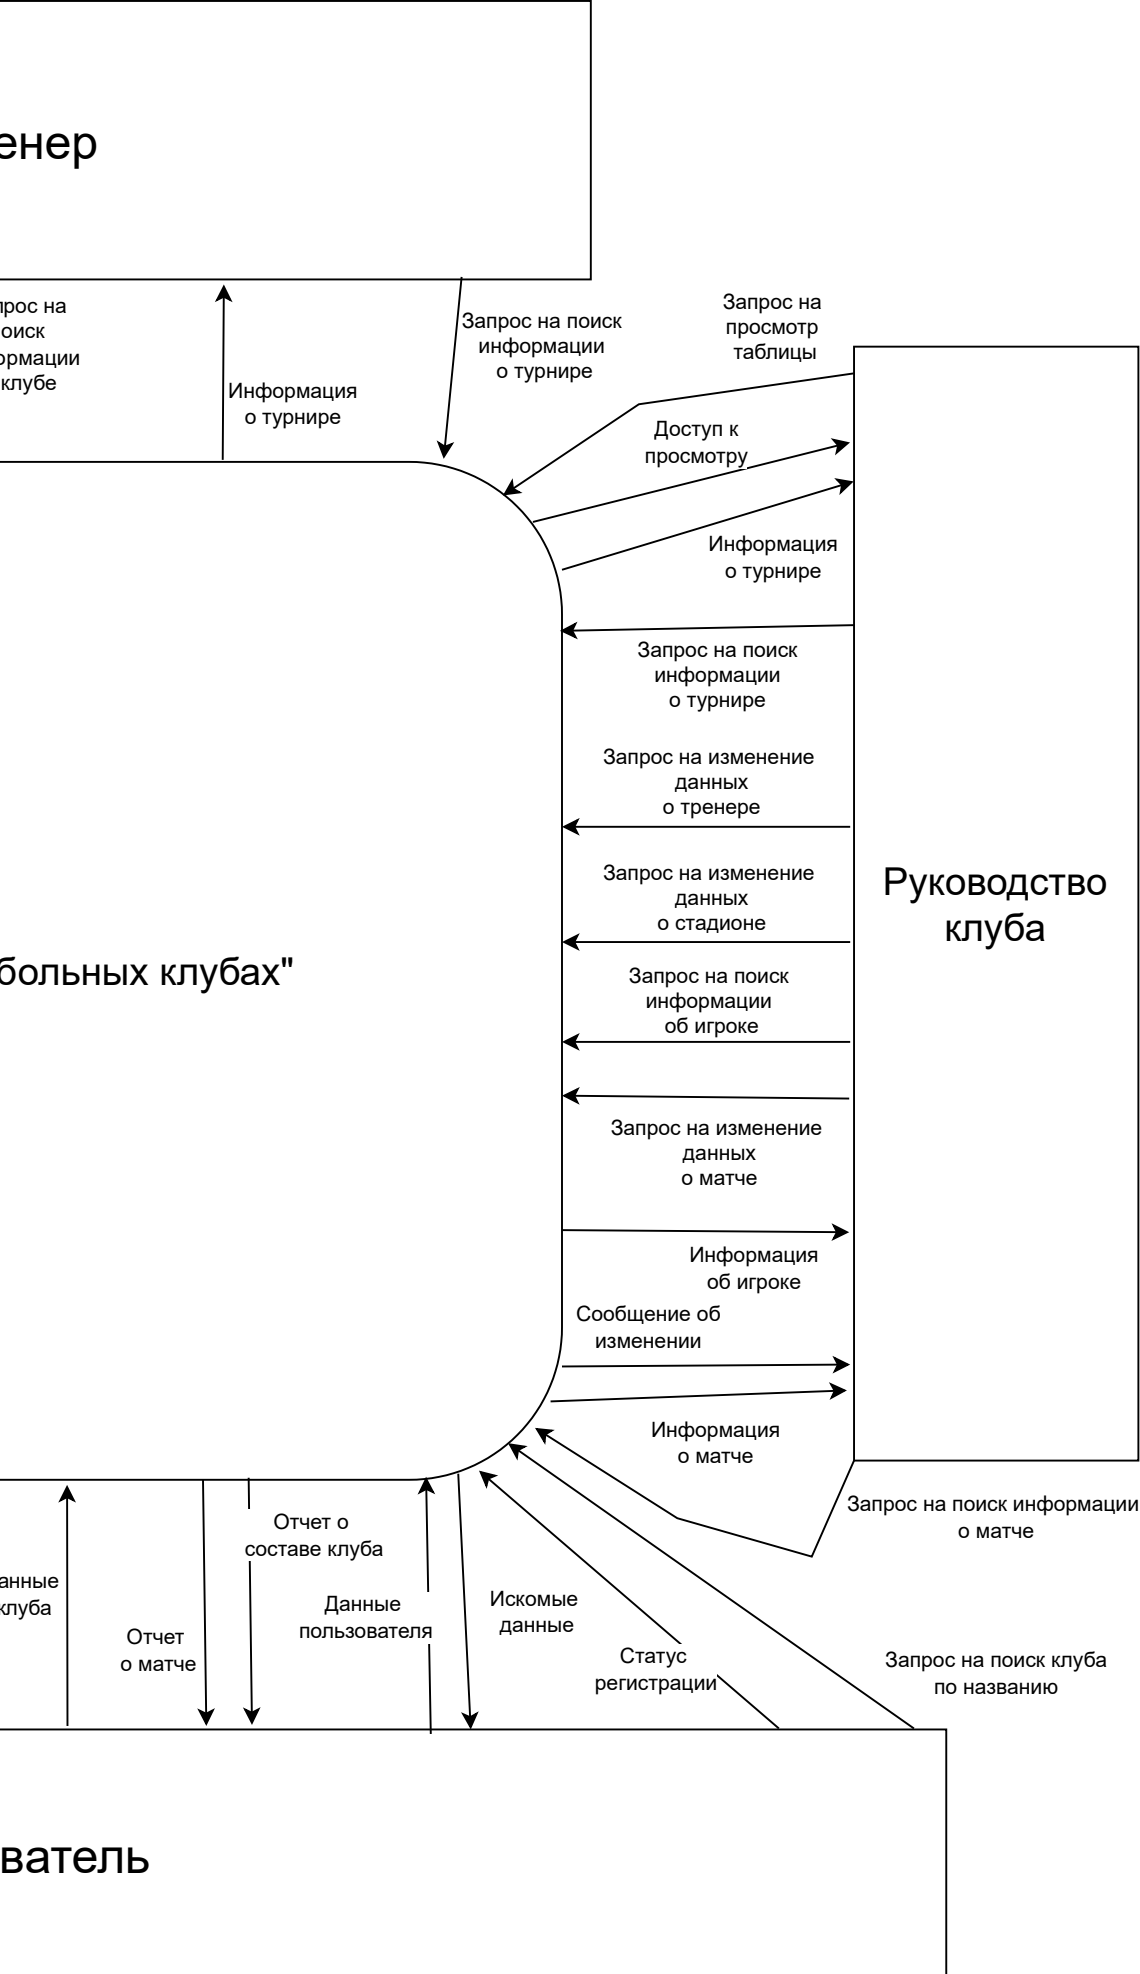 енер
прос на
оиск
ормации
клубе
Информация
о турнире
Запрос на поиск
информации
о турнире
Запрос на
просмотр
таблицы
Доступ к
просмотру
Информация
о турнире
Запрос на поиск
информации
о турнире
Запрос на изменение
данных
о тренере
Запрос на изменение
данных
о стадионе
Руководство
клуба
больных клубах"
Запрос на поиск
информации
об игроке
Запрос на изменение
данных
о матче
Информация
об игроке
Сообщение об
изменении
Информация
о матче
Запрос на поиск информации
о матче
анные
клуба
Отчет
о матче
Отчет о
составе клуба
Данные
пользователя
Искомые
данные
Статус
регистрации
Запрос на поиск клуба
по названию
ватель